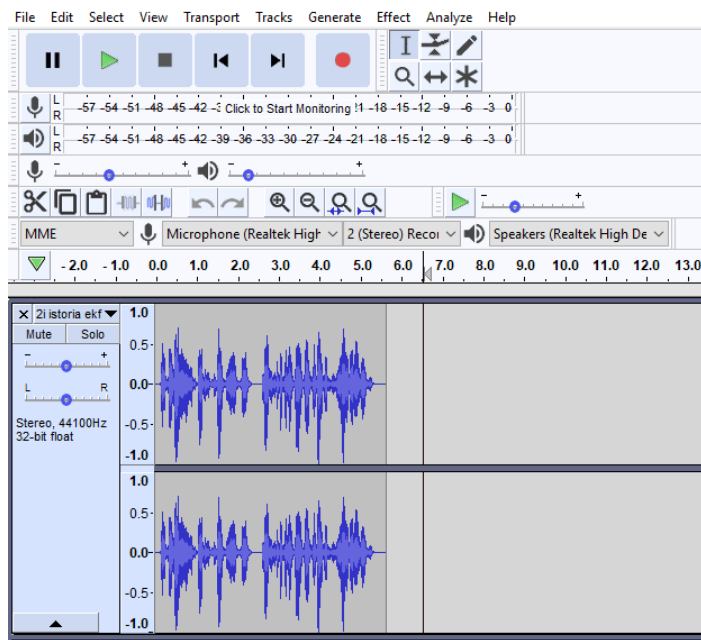 File Edit Select View Transport Tracks Generate Effect Analyze Help
L
R
-57 -54 -51 -48 -45 -42 -3 Click to Start Monitoring !1 -18 -15 -12 -9 -6 -3 0
L
R
-57 -54 -51 -48 -45 -42 -39 -36 -33 -30 -27 -24 -21 -18 -15 -12 -9 -6 -3 0
- + - +
- +
MME Microphone (Realtek High 2 (Stereo) Recor Speakers (Realtek High De
-2.0 -1.0 0.0 1.0 2.0 3.0 4.0 5.0 6.0 7.0 8.0 9.0 10.0 11.0 12.0 13.0
2i istoria ekf
Mute Solo
- +
L R
Stereo, 44100Hz
32-bit float
1.0
0.5
0.0
-0.5
-1.0
1.0
0.5
0.0
-0.5
-1.0